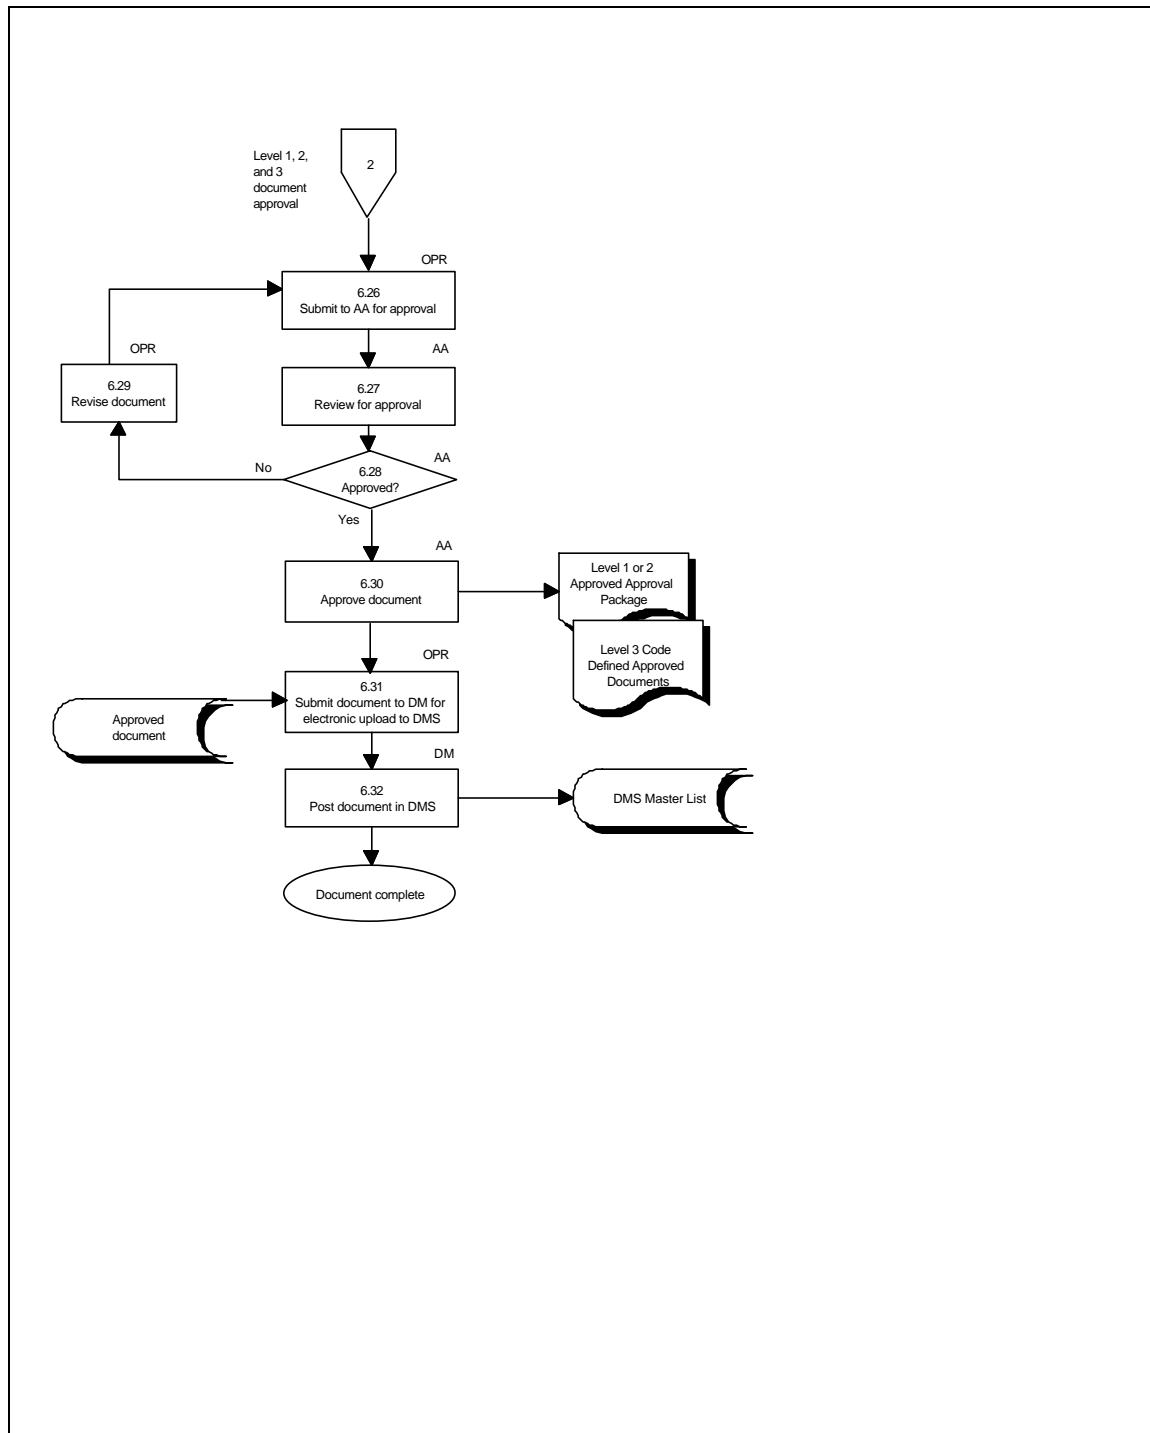 Level 1, 2,
and 3
document
approval
2
OPR
6.26
Submit to AA for approval
OPR
AA
6.29
Revise document
6.27
Review for approval
No
AA
6.28
Approved?
Yes
AA
6.30
Approve document
Level 1 or 2
Approved Approval
Package
Level 3 Code
Defined Approved
Documents
OPR
6.31
Submit document to DM for
electronic upload to DMS
Approved
document
DM
6.32
Post document in DMS
DMS Master List
Document complete